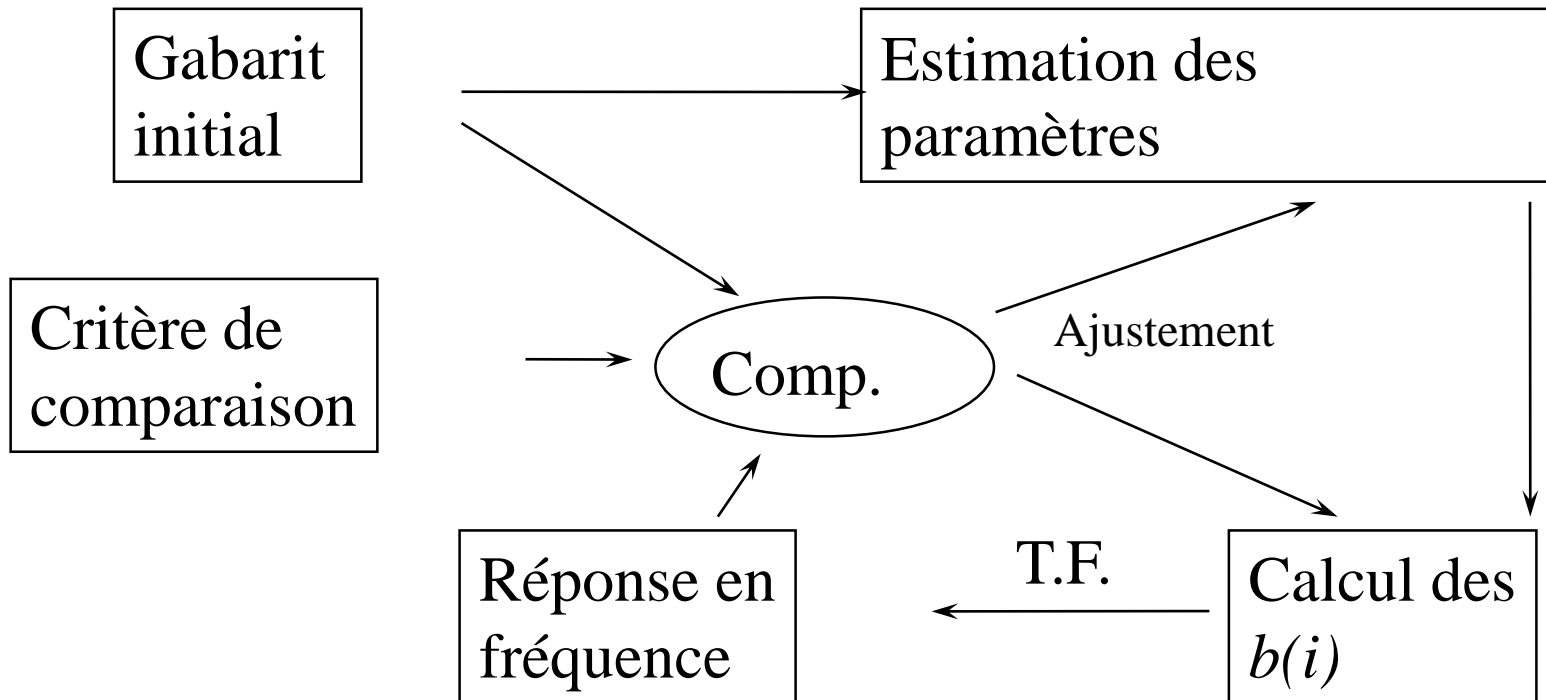 Gabarit
initial
Estimation des
paramètres
Critère de
comparaison
Comp.
Ajustement
Réponse en
fréquence
T.F.
Calcul des
b(i)